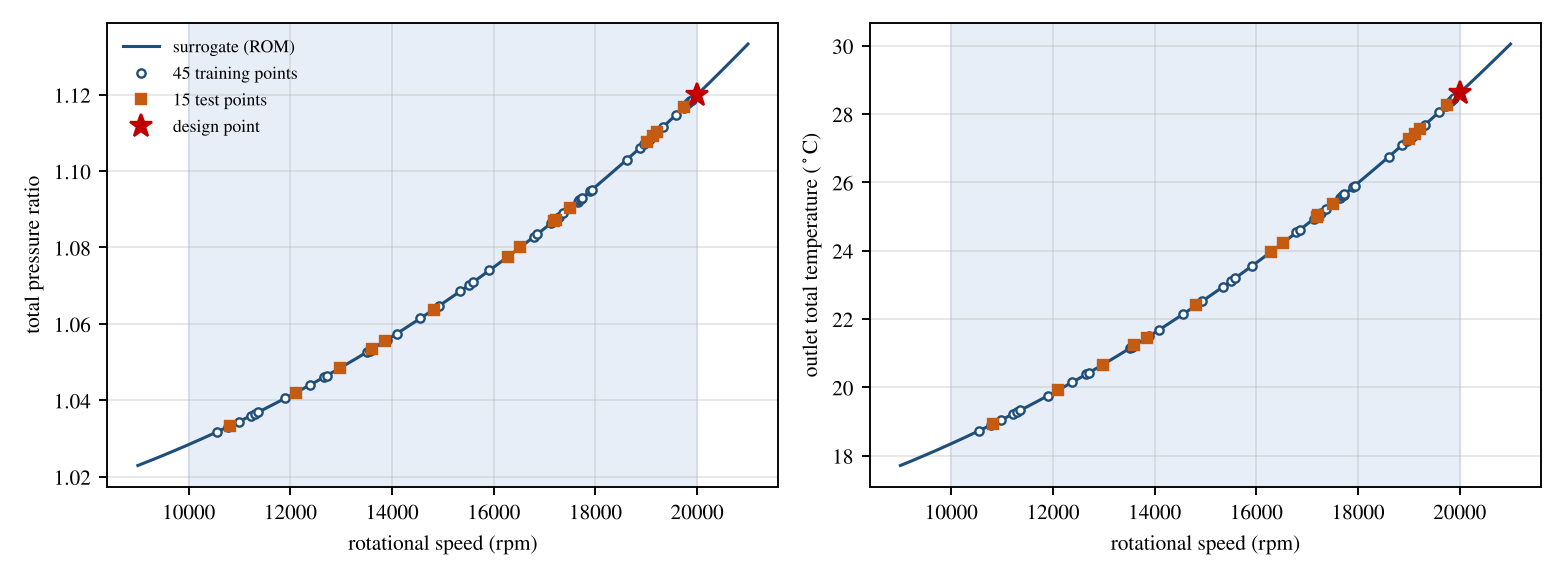 surrogate (ROM)
45 training points
15 test points
design point
1.12
1.10
1.08
1.06
1.04
1.02
total pressure ratio
10000 12000 14000 16000 18000 20000
rotational speed (rpm)
30
28
26
24
22
20
18
outlet total temperature (°C)
10000 12000 14000 16000 18000 20000
rotational speed (rpm)